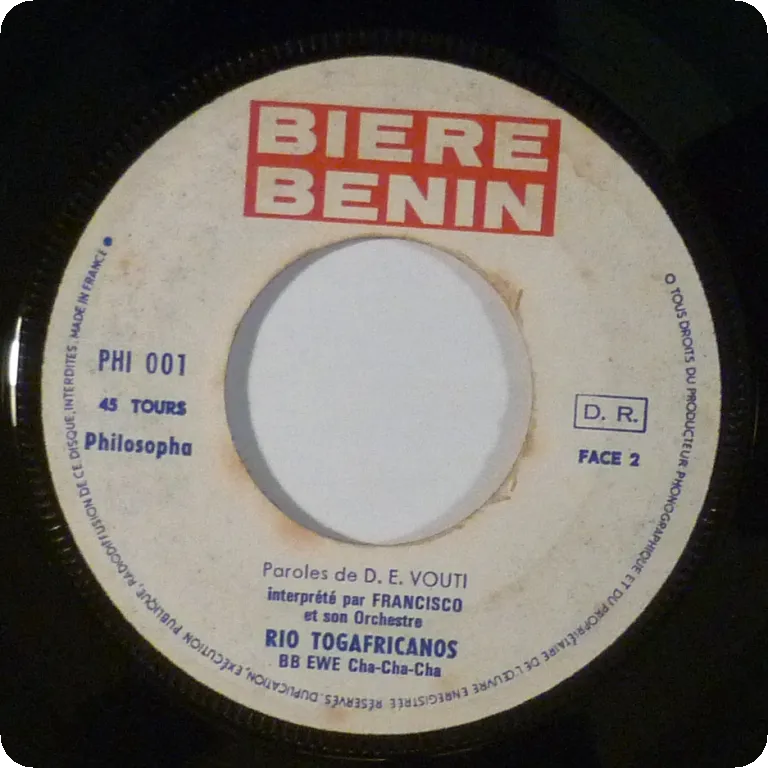 BIERE
BENIN
PHI 001
45 TOURS
Philosopha
D. R.
FACE 2
Paroles de D. E. VOUTI
interprété par FRANCISCO
et son Orchestre
RIO TOGAFRICANOS
BB EWE Cha-Cha-Cha
O TOUS DROITS DU PRODUCTEUR PHONOGRAPHIQUE ET DU PROPRIÉTAIRE DE L'ŒUVRE ENREGISTRÉE RÉSERVÉS. DUPLICATION, EXÉCUTION PUBLIQUE, RADIODIFFUSION DE CE DISQUE, INTERDITES. MADE IN FRANCE